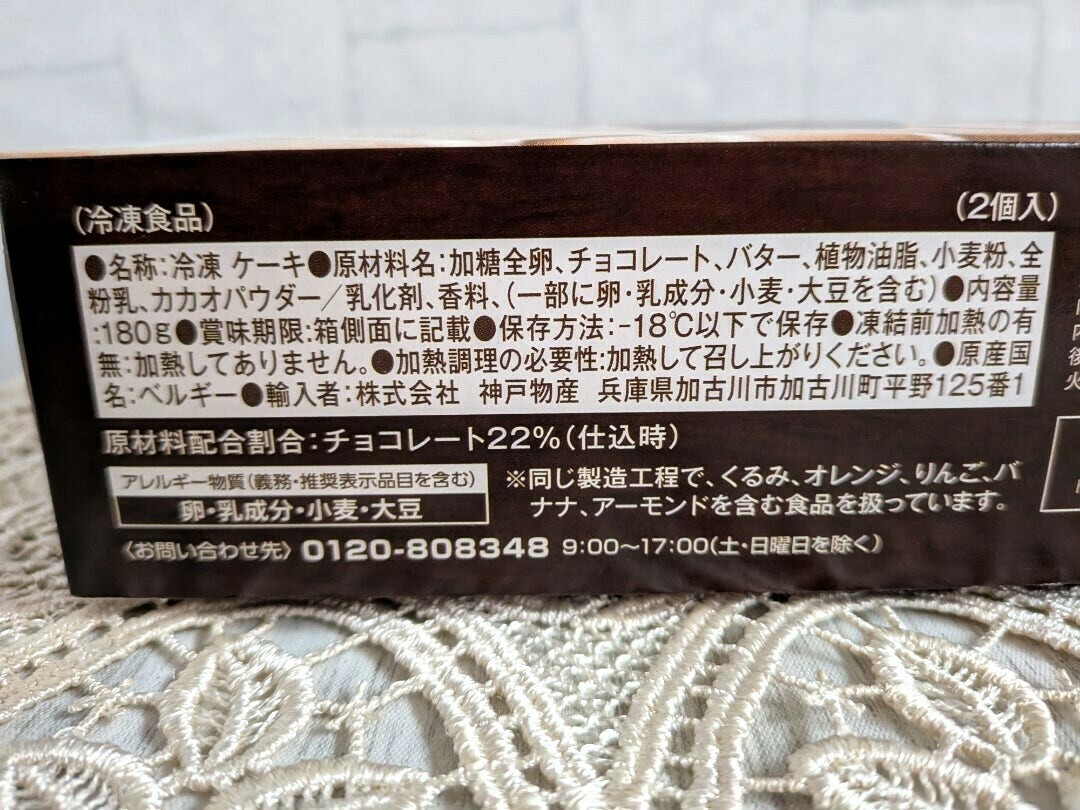 (冷凍食品)
(2個入)
●名称:冷凍 ケーキ●原材料名:加糖全卵、チョコレート、バター、植物油脂、小麦粉、全
粉乳、カカオパウダー/乳化剤、香料、(一部に卵・乳成分・小麦・大豆を含む)●内容量
:180g●賞味期限:箱側面に記載●保存方法:-18℃以下で保存●凍結前加熱の有
無:加熱してありません。●加熱調理の必要性:加熱して召し上がりください。●原産国
名:ベルギー●輸入者:株式会社 神戸物産 兵庫県加古川市加古川町平野125番1
原材料配合割合:チョコレート22%(仕込時)
アレルギー物質(義務・推奨表示品目を含む)
卵・乳成分・小麦・大豆
※同じ製造工程で、くるみ、オレンジ、りんご、バ
ナナ、アーモンドを含む食品を扱っています。
〈お問い合わせ先〉 0120-808348 9:00~17:00(土・日曜日を除く)